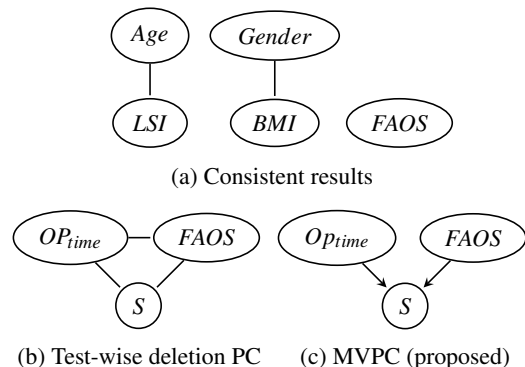 Age Gender
LSI BMI FAOS
(a) Consistent results
OP_time FAOS Op_time FAOS
S S
(b) Test-wise deletion PC (c) MVPC (proposed)